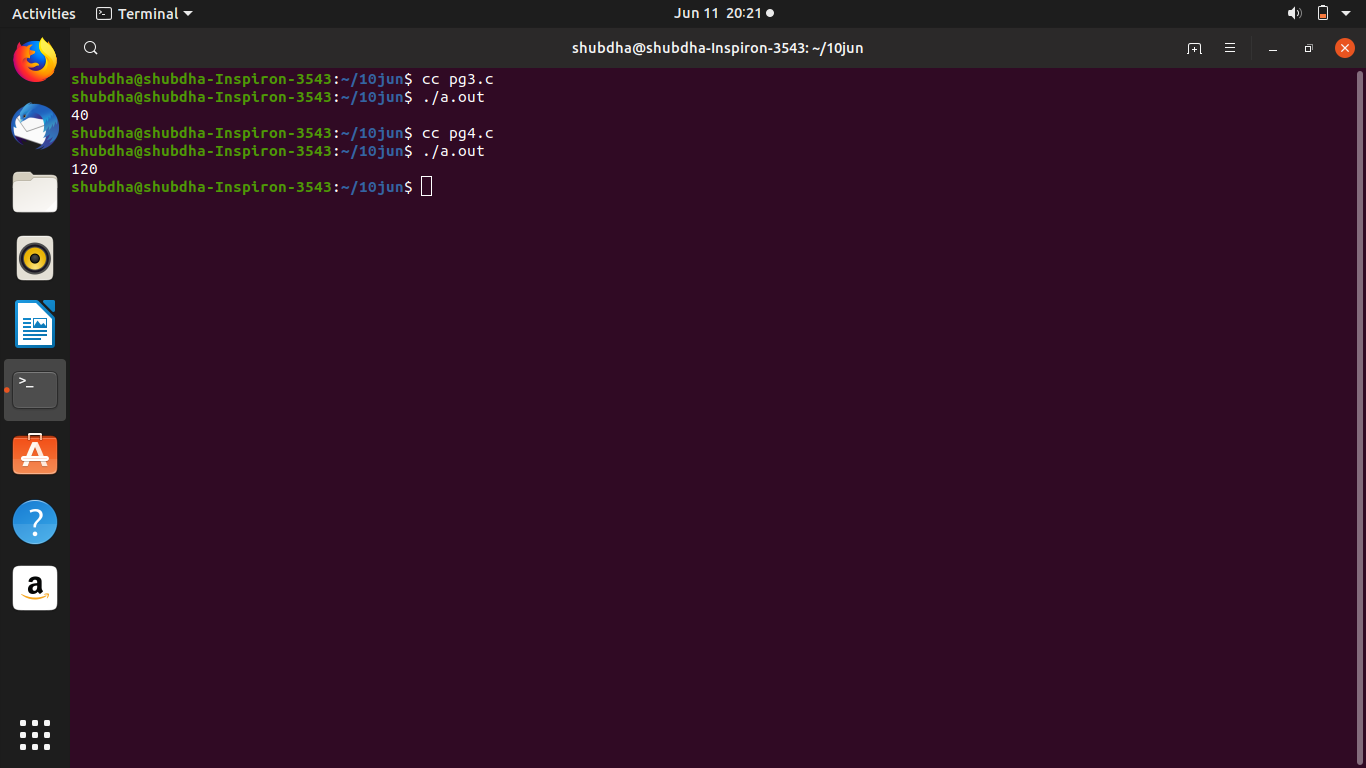 Activities Terminal Jun 11 20:21
shubdha@shubdha-Inspiron-3543: ~/10jun
shubdha@shubdha-Inspiron-3543:~/10jun$ cc pg3.c
shubdha@shubdha-Inspiron-3543:~/10jun$ ./a.out
40
shubdha@shubdha-Inspiron-3543:~/10jun$ cc pg4.c
shubdha@shubdha-Inspiron-3543:~/10jun$ ./a.out
120
shubdha@shubdha-Inspiron-3543:~/10jun$
>_
?
a